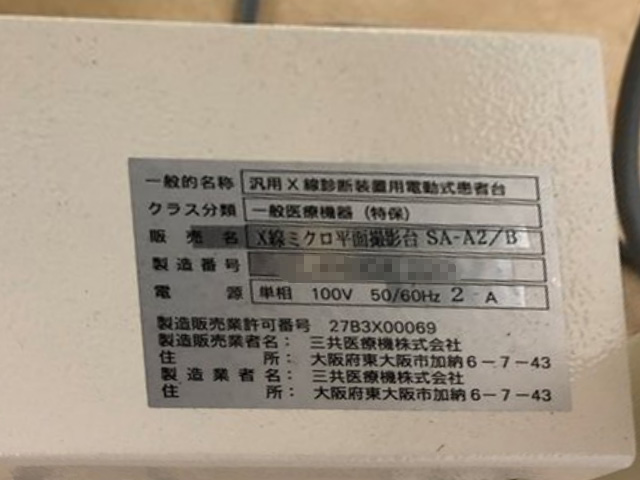 一般的名称 汎用X線診断装置用電動式患者台
クラス分類 一般医療機器（特保）
販売名 X線ミクロ平面撮影台 SA-A2/B
製造番号
電源 単相 100V 50/60Hz 2 A
製造販売業許可番号 27B3X00069
製造販売業者名： 三共医療機株式会社
住所： 大阪府東大阪市加納6-7-43
製造業者名： 三共医療機株式会社
住所： 大阪府東大阪市加納6-7-43